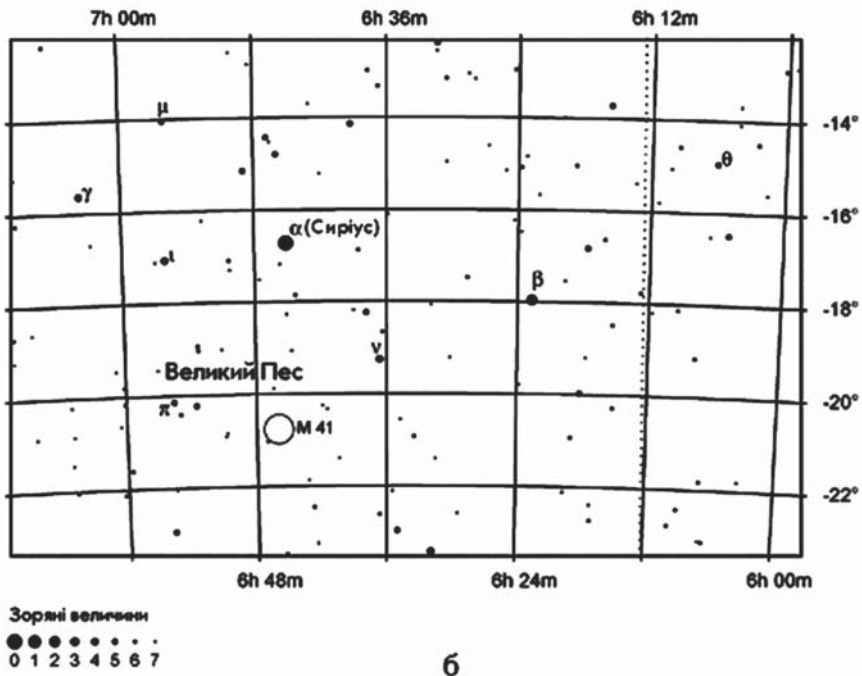 7h 00m 6h 36m 6h 12m
μ
-14°
θ
γ
-16°
α(Сиріус)
ι
β
-18°
ν
Великий Пес
π
-20°
M 41
-22°
6h 48m 6h 24m 6h 00m
Зоряні величини
0 1 2 3 4 5 6 7
б